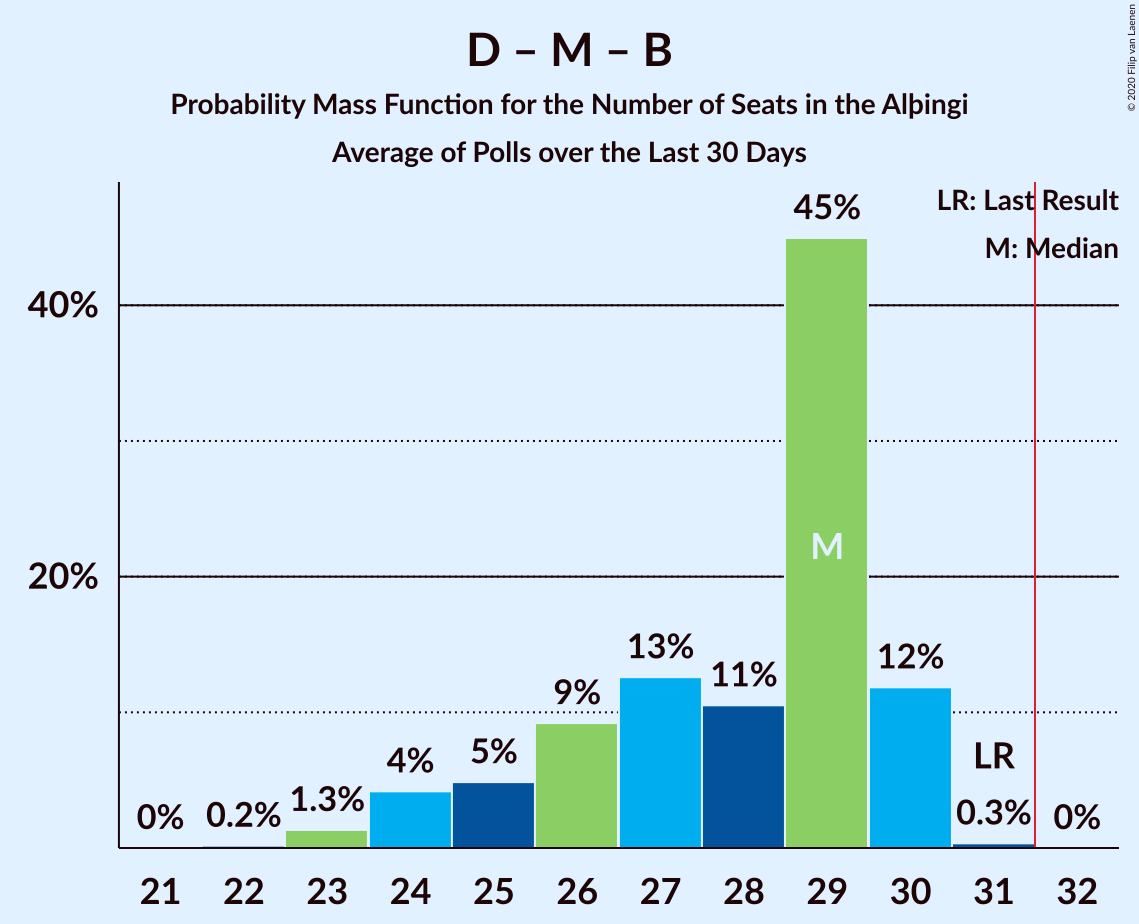 D – M – B
Probability Mass Function for the Number of Seats in the Alþingi
Average of Polls over the Last 30 Days
© 2020 Filip van Laenen
LR: Last Result
M: Median
45%
40%
M
20%
13%
12%
11%
9%
LR
5%
4%
1.3%
0.3%
0.2%
0%
0%
21 22 23 24 25 26 27 28 29 30 31 32